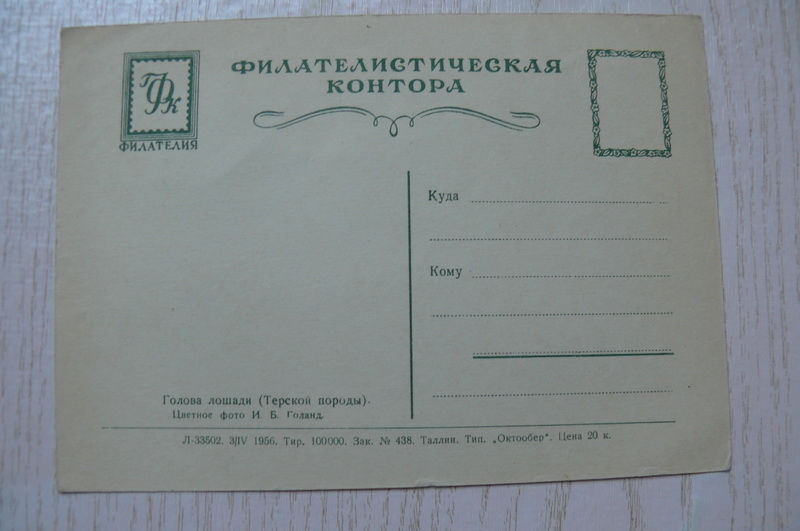 ФИЛАТЕЛИСТИЧЕСКАЯ
КОНТОРА
ГФК
ФИЛАТЕЛИЯ
Куда
Кому
Голова лошади (Терской породы).
Цветное фото И. Б. Голанд.
Л-33502. 3/IV 1956. Тир. 100000. Зак. № 438. Таллин. Тип. „Октообер“. Цена 20 к.